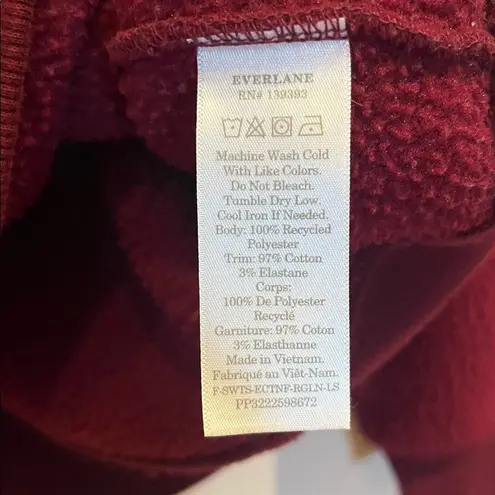 EVERLANE
RN# 139393
Machine Wash Cold
With Like Colors.
Do Not Bleach.
Tumble Dry Low.
Cool Iron If Needed.
Body: 100% Recycled
Polyester
Trim: 97% Cotton
3% Elastane
Corps:
100% De Polyester
Recyclé
Garniture: 97% Coton
3% Elasthanne
Made in Vietnam.
Fabriqué au Viêt-Nam.
F-SWTS-ECTNF-RGLN-LS
PP3222598672